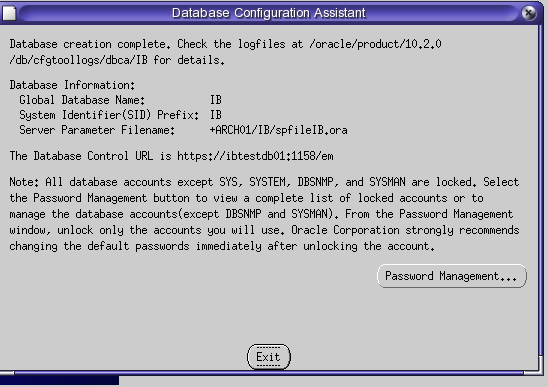 Database Configuration Assistant
Database creation complete. Check the logfiles at /oracle/product/10.2.0
/db/cfgtoollogs/dbca/IB for details.
Database Information:
Global Database Name: IB
System Identifier(SID) Prefix: IB
Server Parameter Filename: +ARCH01/IB/spfileIB.ora
The Database Control URL is https://ibtestdb01:1158/em
Note: All database accounts except SYS, SYSTEM, DBSNMP, and SYSMAN are locked. Select
the Password Management button to view a complete list of locked accounts or to
manage the database accounts(except DBSNMP and SYSMAN). From the Password Management
window, unlock only the accounts you will use. Oracle Corporation strongly recommends
changing the default passwords immediately after unlocking the account.
Password Management...
Exit